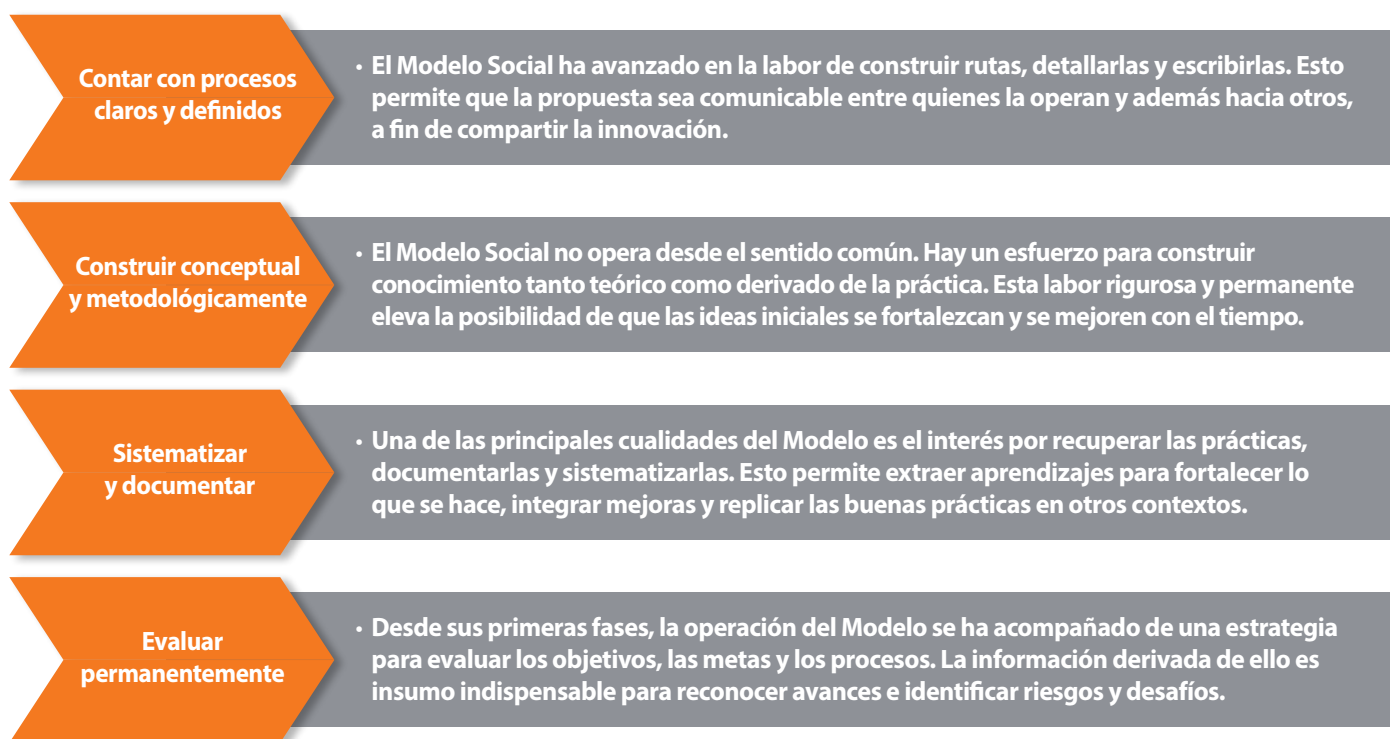 Contar con procesos
claros y definidos
• El Modelo Social ha avanzado en la labor de construir rutas, detallarlas y escribirlas. Esto
permite que la propuesta sea comunicable entre quienes la operan y además hacia otros,
a fin de compartir la innovación.
Construir conceptual
y metodológicamente
• El Modelo Social no opera desde el sentido común. Hay un esfuerzo para construir
conocimiento tanto teórico como derivado de la práctica. Esta labor rigurosa y permanente
eleva la posibilidad de que las ideas iniciales se fortalezcan y se mejoren con el tiempo.
Sistematizar
y documentar
• Una de las principales cualidades del Modelo es el interés por recuperar las prácticas,
documentarlas y sistematizarlas. Esto permite extraer aprendizajes para fortalecer lo
que se hace, integrar mejoras y replicar las buenas prácticas en otros contextos.
Evaluar
permanentemente
• Desde sus primeras fases, la operación del Modelo se ha acompañado de una estrategia
para evaluar los objetivos, las metas y los procesos. La información derivada de ello es
insumo indispensable para reconocer avances e identificar riesgos y desafíos.